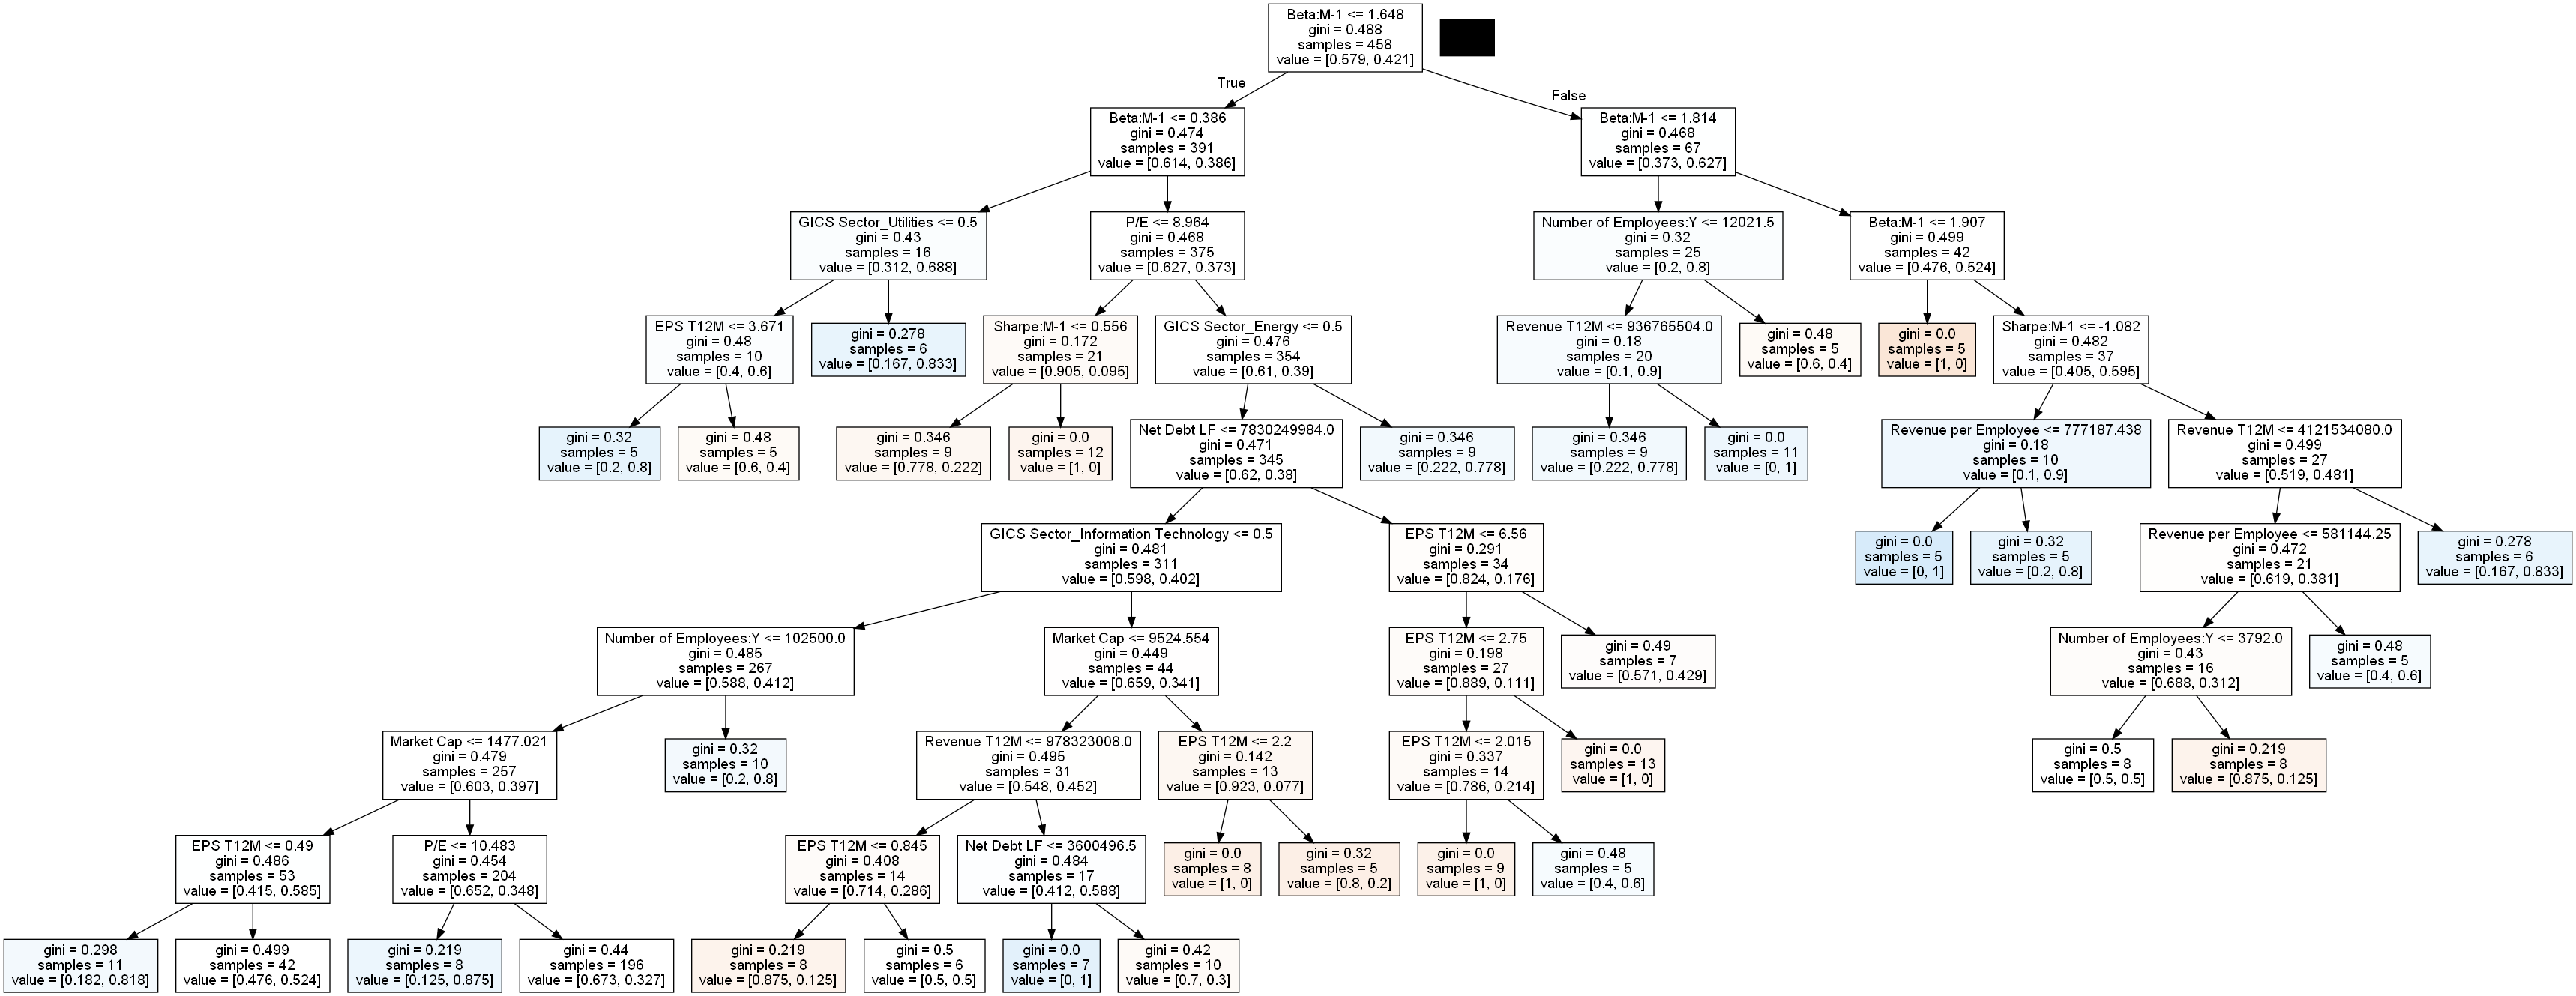 Beta:M-1 <= 1.648
gini = 0.488
samples = 458
value = [0.579, 0.421]
True
False
Beta:M-1 <= 0.386
gini = 0.474
samples = 391
value = [0.614, 0.386]
Beta:M-1 <= 1.814
gini = 0.468
samples = 67
value = [0.373, 0.627]
GICS Sector_Utilities <= 0.5
gini = 0.43
samples = 16
value = [0.312, 0.688]
P/E <= 8.964
gini = 0.468
samples = 375
value = [0.627, 0.373]
Number of Employees:Y <= 12021.5
gini = 0.32
samples = 25
value = [0.2, 0.8]
Beta:M-1 <= 1.907
gini = 0.499
samples = 42
value = [0.476, 0.524]
EPS T12M <= 3.671
gini = 0.48
samples = 10
value = [0.4, 0.6]
gini = 0.278
samples = 6
value = [0.167, 0.833]
Sharpe:M-1 <= 0.556
gini = 0.172
samples = 21
value = [0.905, 0.095]
GICS Sector_Energy <= 0.5
gini = 0.476
samples = 354
value = [0.61, 0.39]
Revenue T12M <= 936765504.0
gini = 0.18
samples = 20
value = [0.1, 0.9]
gini = 0.48
samples = 5
value = [0.6, 0.4]
gini = 0.0
samples = 5
value = [1, 0]
Sharpe:M-1 <= -1.082
gini = 0.482
samples = 37
value = [0.405, 0.595]
gini = 0.32
samples = 5
value = [0.2, 0.8]
gini = 0.48
samples = 5
value = [0.6, 0.4]
gini = 0.346
samples = 9
value = [0.778, 0.222]
gini = 0.0
samples = 12
value = [1, 0]
Net Debt LF <= 7830249984.0
gini = 0.471
samples = 345
value = [0.62, 0.38]
gini = 0.346
samples = 9
value = [0.222, 0.778]
gini = 0.346
samples = 9
value = [0.222, 0.778]
gini = 0.0
samples = 11
value = [0, 1]
Revenue per Employee <= 777187.438
gini = 0.18
samples = 10
value = [0.1, 0.9]
Revenue T12M <= 4121534080.0
gini = 0.499
samples = 27
value = [0.519, 0.481]
GICS Sector_Information Technology <= 0.5
gini = 0.481
samples = 311
value = [0.598, 0.402]
EPS T12M <= 6.56
gini = 0.291
samples = 34
value = [0.824, 0.176]
gini = 0.0
samples = 5
value = [0, 1]
gini = 0.32
samples = 5
value = [0.2, 0.8]
Revenue per Employee <= 581144.25
gini = 0.472
samples = 21
value = [0.619, 0.381]
gini = 0.278
samples = 6
value = [0.167, 0.833]
Number of Employees:Y <= 102500.0
gini = 0.485
samples = 267
value = [0.588, 0.412]
Market Cap <= 9524.554
gini = 0.449
samples = 44
value = [0.659, 0.341]
EPS T12M <= 2.75
gini = 0.198
samples = 27
value = [0.889, 0.111]
gini = 0.49
samples = 7
value = [0.571, 0.429]
Number of Employees:Y <= 3792.0
gini = 0.43
samples = 16
value = [0.688, 0.312]
gini = 0.48
samples = 5
value = [0.4, 0.6]
Market Cap <= 1477.021
gini = 0.479
samples = 257
value = [0.603, 0.397]
gini = 0.32
samples = 10
value = [0.2, 0.8]
Revenue T12M <= 978323008.0
gini = 0.495
samples = 31
value = [0.548, 0.452]
EPS T12M <= 2.2
gini = 0.142
samples = 13
value = [0.923, 0.077]
EPS T12M <= 2.015
gini = 0.337
samples = 14
value = [0.786, 0.214]
gini = 0.0
samples = 13
value = [1, 0]
gini = 0.5
samples = 8
value = [0.5, 0.5]
gini = 0.219
samples = 8
value = [0.875, 0.125]
EPS T12M <= 0.49
gini = 0.486
samples = 53
value = [0.415, 0.585]
P/E <= 10.483
gini = 0.454
samples = 204
value = [0.652, 0.348]
EPS T12M <= 0.845
gini = 0.408
samples = 14
value = [0.714, 0.286]
Net Debt LF <= 3600496.5
gini = 0.484
samples = 17
value = [0.412, 0.588]
gini = 0.0
samples = 8
value = [1, 0]
gini = 0.32
samples = 5
value = [0.8, 0.2]
gini = 0.0
samples = 9
value = [1, 0]
gini = 0.48
samples = 5
value = [0.4, 0.6]
gini = 0.298
samples = 11
value = [0.182, 0.818]
gini = 0.499
samples = 42
value = [0.476, 0.524]
gini = 0.219
samples = 8
value = [0.125, 0.875]
gini = 0.44
samples = 196
value = [0.673, 0.327]
gini = 0.219
samples = 8
value = [0.875, 0.125]
gini = 0.5
samples = 6
value = [0.5, 0.5]
gini = 0.0
samples = 7
value = [0, 1]
gini = 0.42
samples = 10
value = [0.7, 0.3]